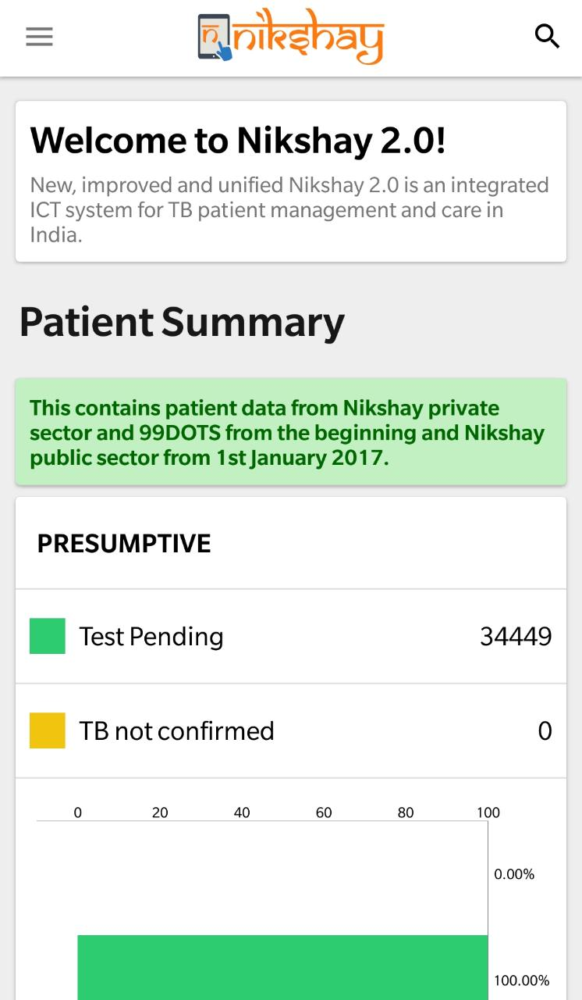 n nikshay
Welcome to Nikshay 2.0!
New, improved and unified Nikshay 2.0 is an integrated
ICT system for TB patient management and care in
India.
Patient Summary
This contains patient data from Nikshay private
sector and 99DOTS from the beginning and Nikshay
public sector from 1st January 2017.
PRESUMPTIVE
Test Pending 34449
TB not confirmed 0
0 20 40 60 80 100
0.00%
100.00%